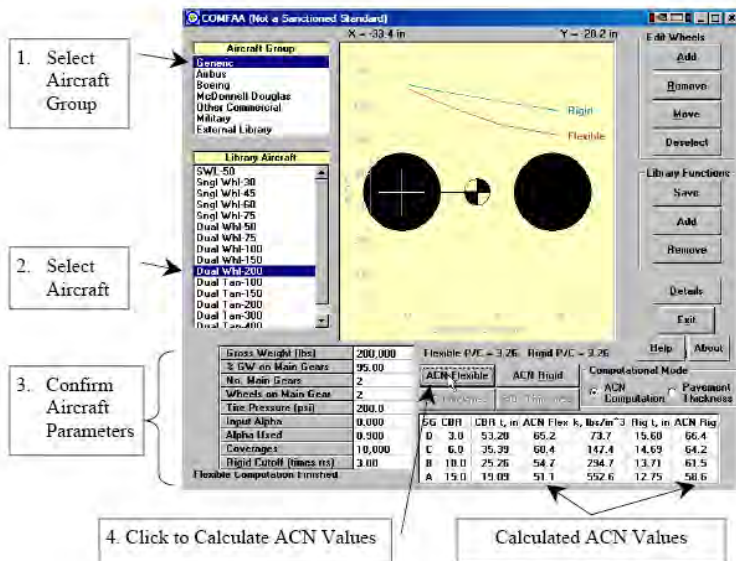 COMFAA (Not a Sanctioned Standard)
X = -33.4 in
Y = -20.2 in
1. Select
Aircraft
Group
Aircraft Group
Generic
Airbus
Boeing
McDonnell Douglas
Other Commercial
Military
External Library
Library Aircraft
SWL-50
Sngl Whl-30
Sngl Whl-45
Sngl Whl-60
Sngl Whl-75
Dual Whl-50
Dual Whl-75
Dual Whl-100
Dual Whl-150
Dual Whl-200
Dual Tan-100
Dual Tan-150
Dual Tan-200
Dual Tan-300
Dual Tan-400
2. Select
Aircraft
Rigid
Flexible
Edit Wheels
Add
Remove
Move
Deselect
Library Functions
Save
Add
Remove
Details
Exit
Help
About
3. Confirm
Aircraft
Parameters
Gross Weight (lbs) 200,000
% GW on Main Gears 95.00
No. Main Gears 2
Wheels on Main Gear 2
Tire Pressure (psi) 200.0
Input Alpha 0.000
Alpha Used 0.900
Coverages 10,000
Rigid Cutoff (times rrs) 3.00
Flexible Computation Finished
Flexible P/C = 3.26 Rigid P/C = 3.26
ACN Flexible
ACN Rigid
Computational Mode
ACN Computation
Pavement Thickness
SG CBR CBR t, in ACN Flex k, lbs/in^3 Rig t, in ACN Rig
D 3.0 53.20 65.2 73.7 15.60 66.4
C 6.0 35.39 60.4 147.4 14.69 64.2
B 10.0 25.26 54.7 294.7 13.71 61.5
A 15.0 19.09 51.1 552.6 12.75 58.6
4. Click to Calculate ACN Values
Calculated ACN Values